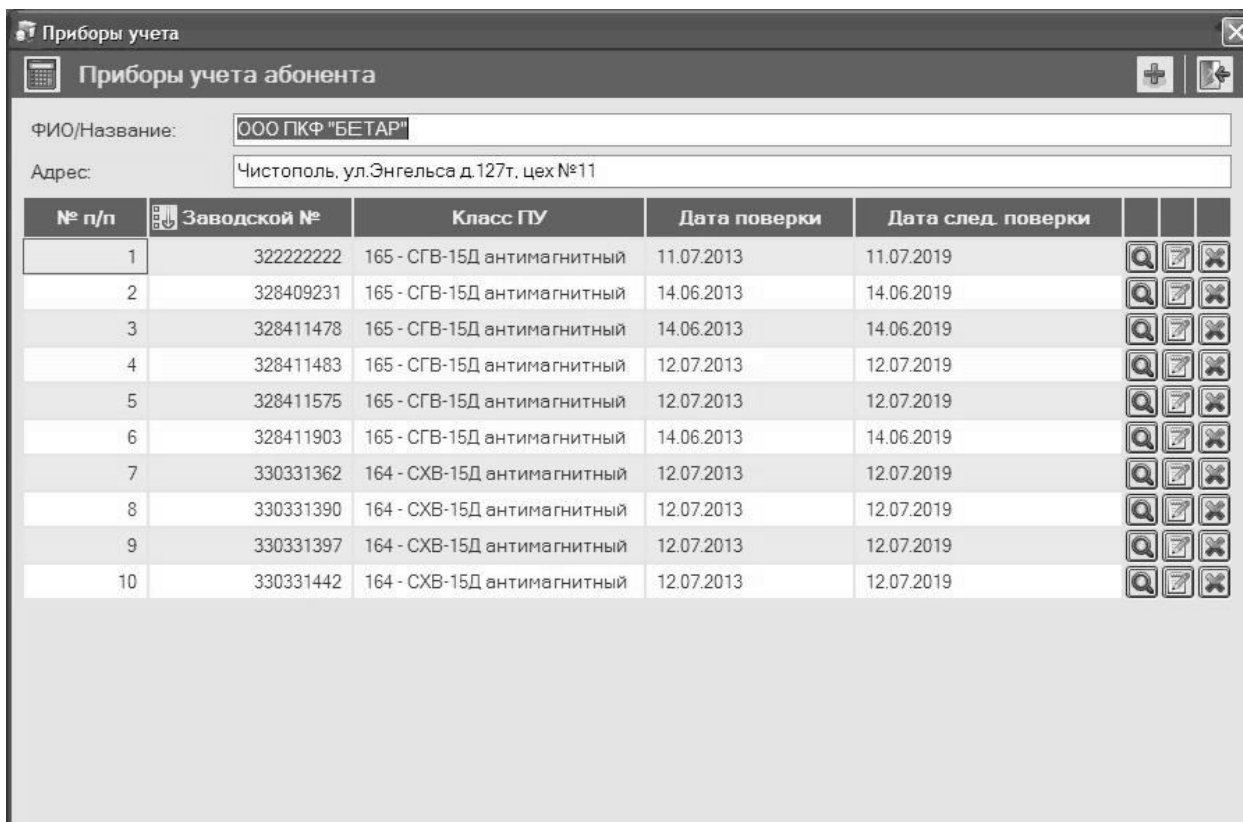 Приборы учета
Приборы учета абонента
ФИО/Название: ООО ПКФ "БЕТАР"
Адрес: Чистополь, ул.Энгельса д.127т, цех №11
№ п/п Заводской № Класс ПУ Дата поверки Дата след. поверки
1 322222222 165 - СГВ-15Д антимагнитный 11.07.2013 11.07.2019
2 328409231 165 - СГВ-15Д антимагнитный 14.06.2013 14.06.2019
3 328411478 165 - СГВ-15Д антимагнитный 14.06.2013 14.06.2019
4 328411483 165 - СГВ-15Д антимагнитный 12.07.2013 12.07.2019
5 328411575 165 - СГВ-15Д антимагнитный 12.07.2013 12.07.2019
6 328411903 165 - СГВ-15Д антимагнитный 14.06.2013 14.06.2019
7 330331362 164 - СХВ-15Д антимагнитный 12.07.2013 12.07.2019
8 330331390 164 - СХВ-15Д антимагнитный 12.07.2013 12.07.2019
9 330331397 164 - СХВ-15Д антимагнитный 12.07.2013 12.07.2019
10 330331442 164 - СХВ-15Д антимагнитный 12.07.2013 12.07.2019